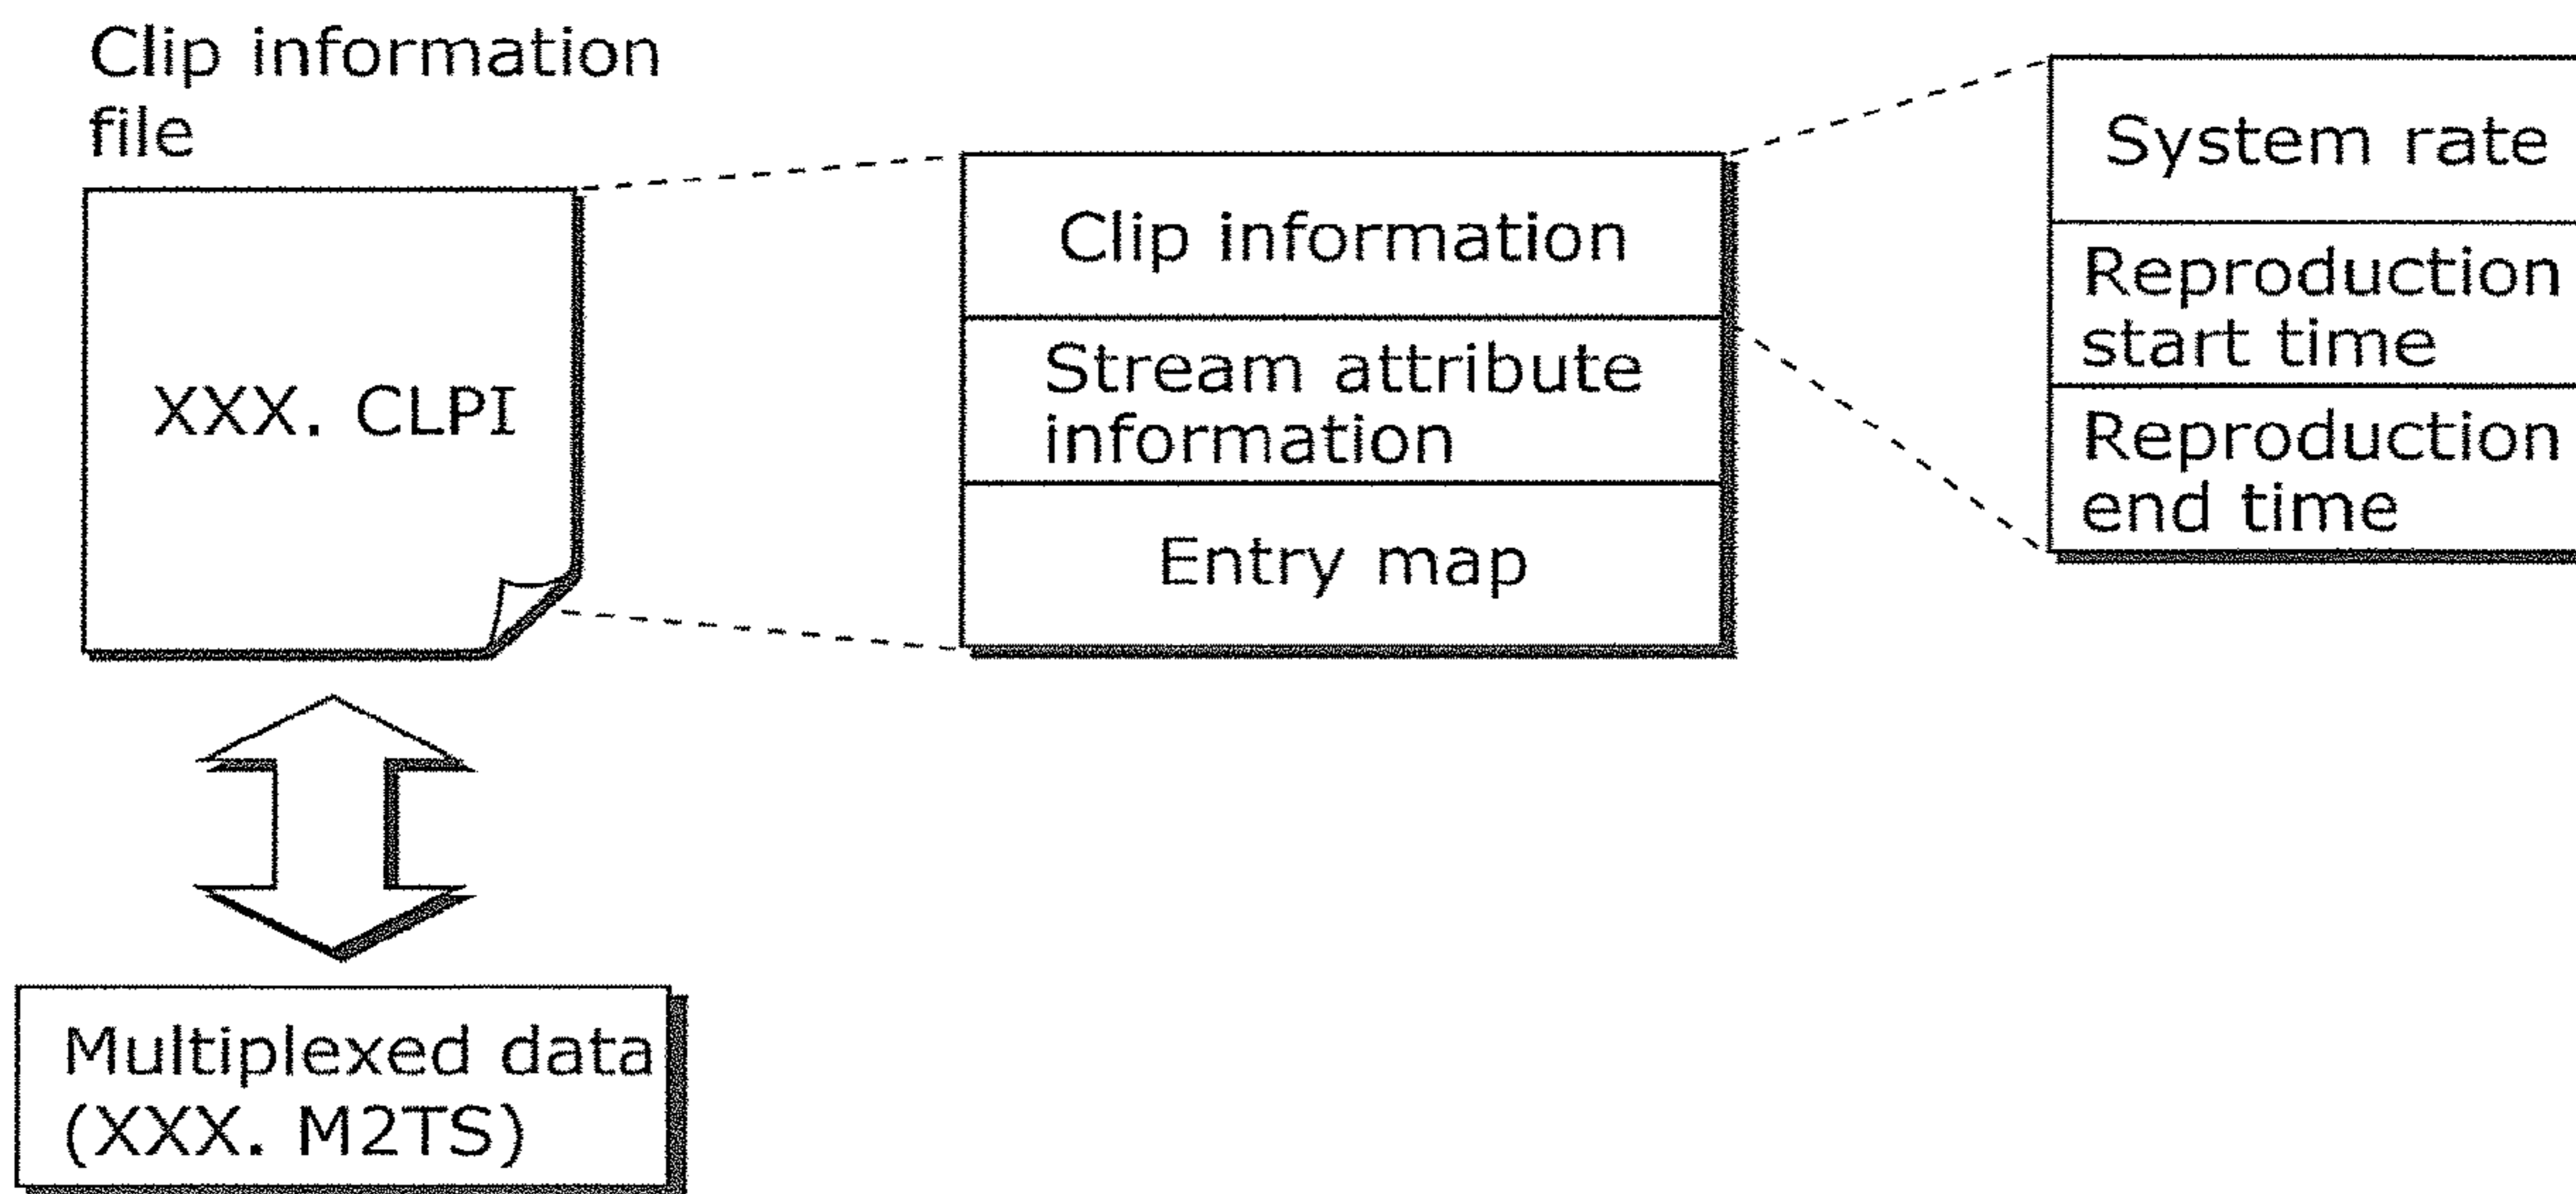 Clip information
file
XXX. CLPI
Multiplexed data
(XXX. M2TS)
Clip information
Stream attribute
information
Entry map
System rate
Reproduction
start time
Reproduction
end time